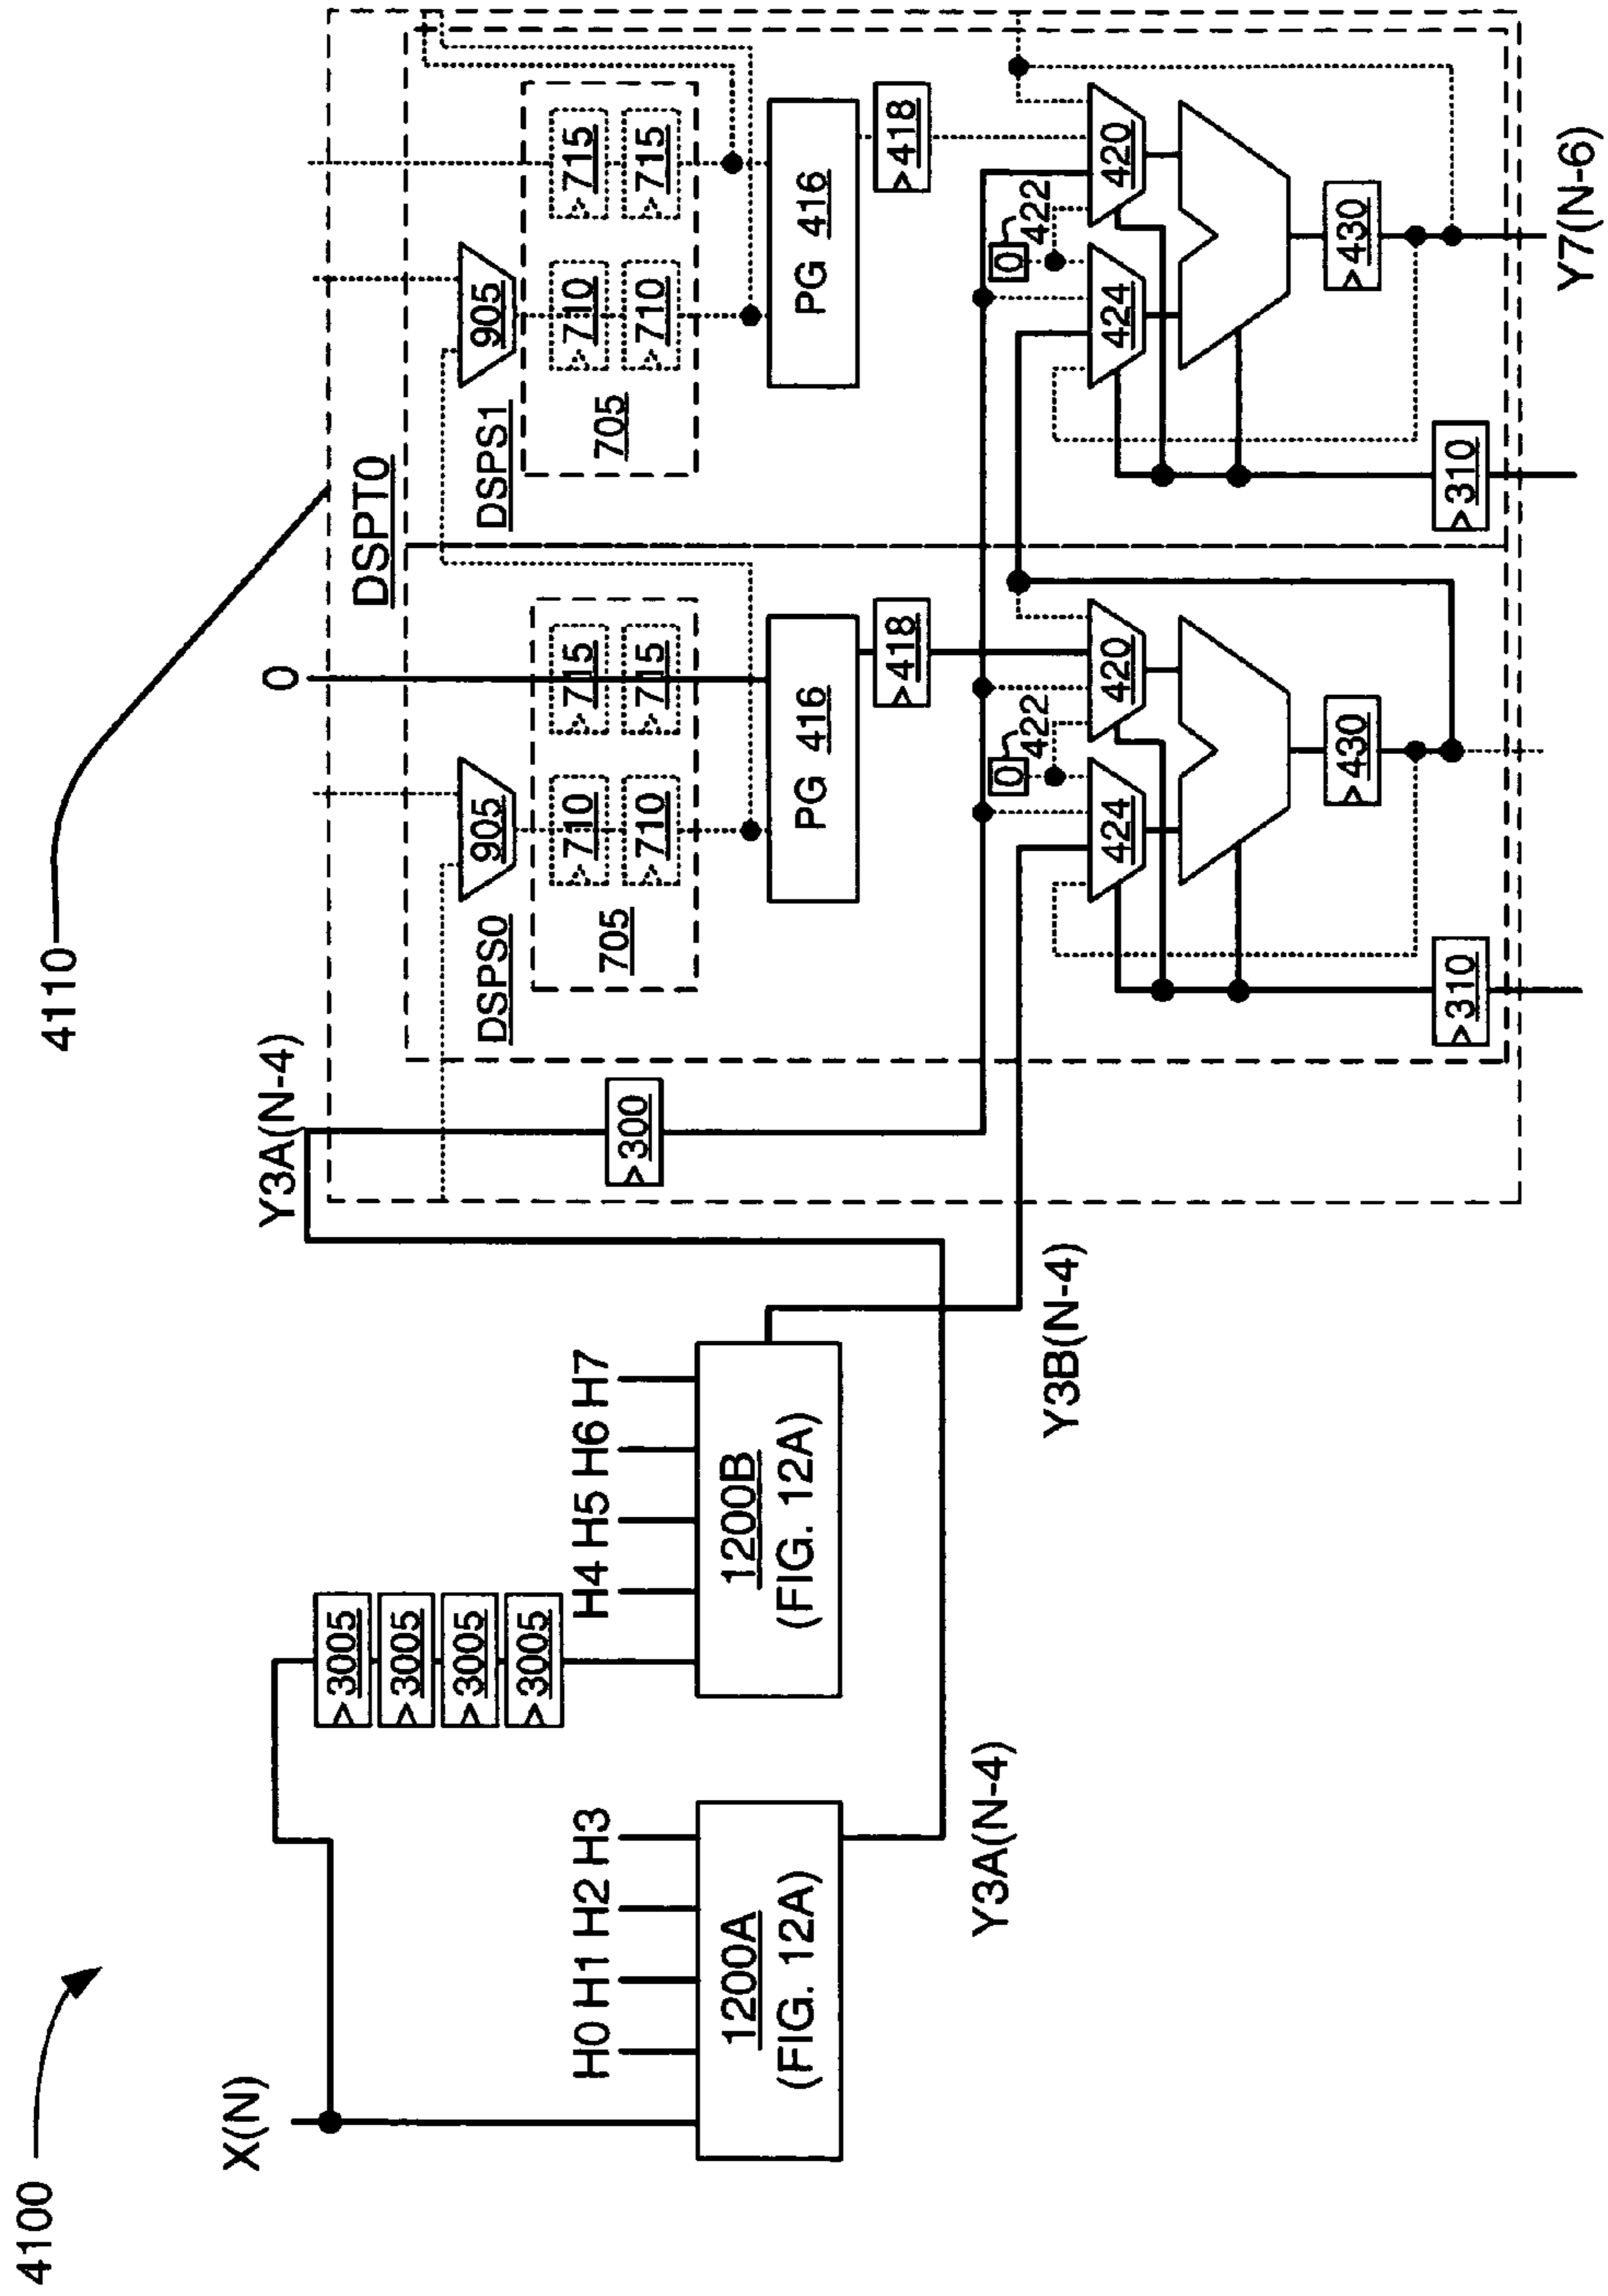 4100
X(N)
H0 H1 H2 H3
1200A
(FIG. 12A)
Y3A(N-4)
>3005
>3005
>3005
>3005
H4 H5 H6 H7
1200B
(FIG. 12A)
Y3B(N-4)
Y3A(N-4)
>300
4110
DSPT0
0
DSPS0
905
705
>710
>710
>715
>715
PG 416
>418
0
422
424
420
>430
>310
DSPS1
905
705
>710
>710
>715
>715
PG 416
>418
0
422
424
420
>430
>310
Y7(N-6)